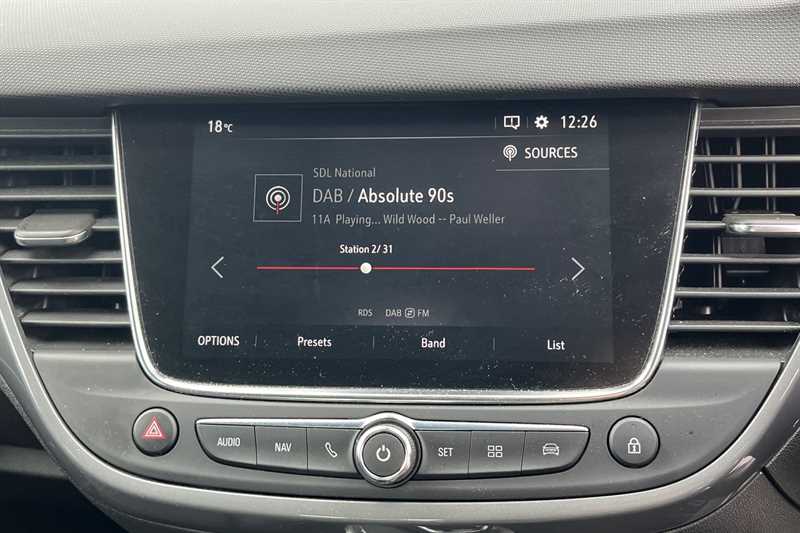 18°C 12:26
SOURCES
SDL National
DAB / Absolute 90s
11A Playing... Wild Wood -- Paul Weller
Station 2/ 31
RDS DAB FM
OPTIONS Presets Band List
AUDIO NAV SET